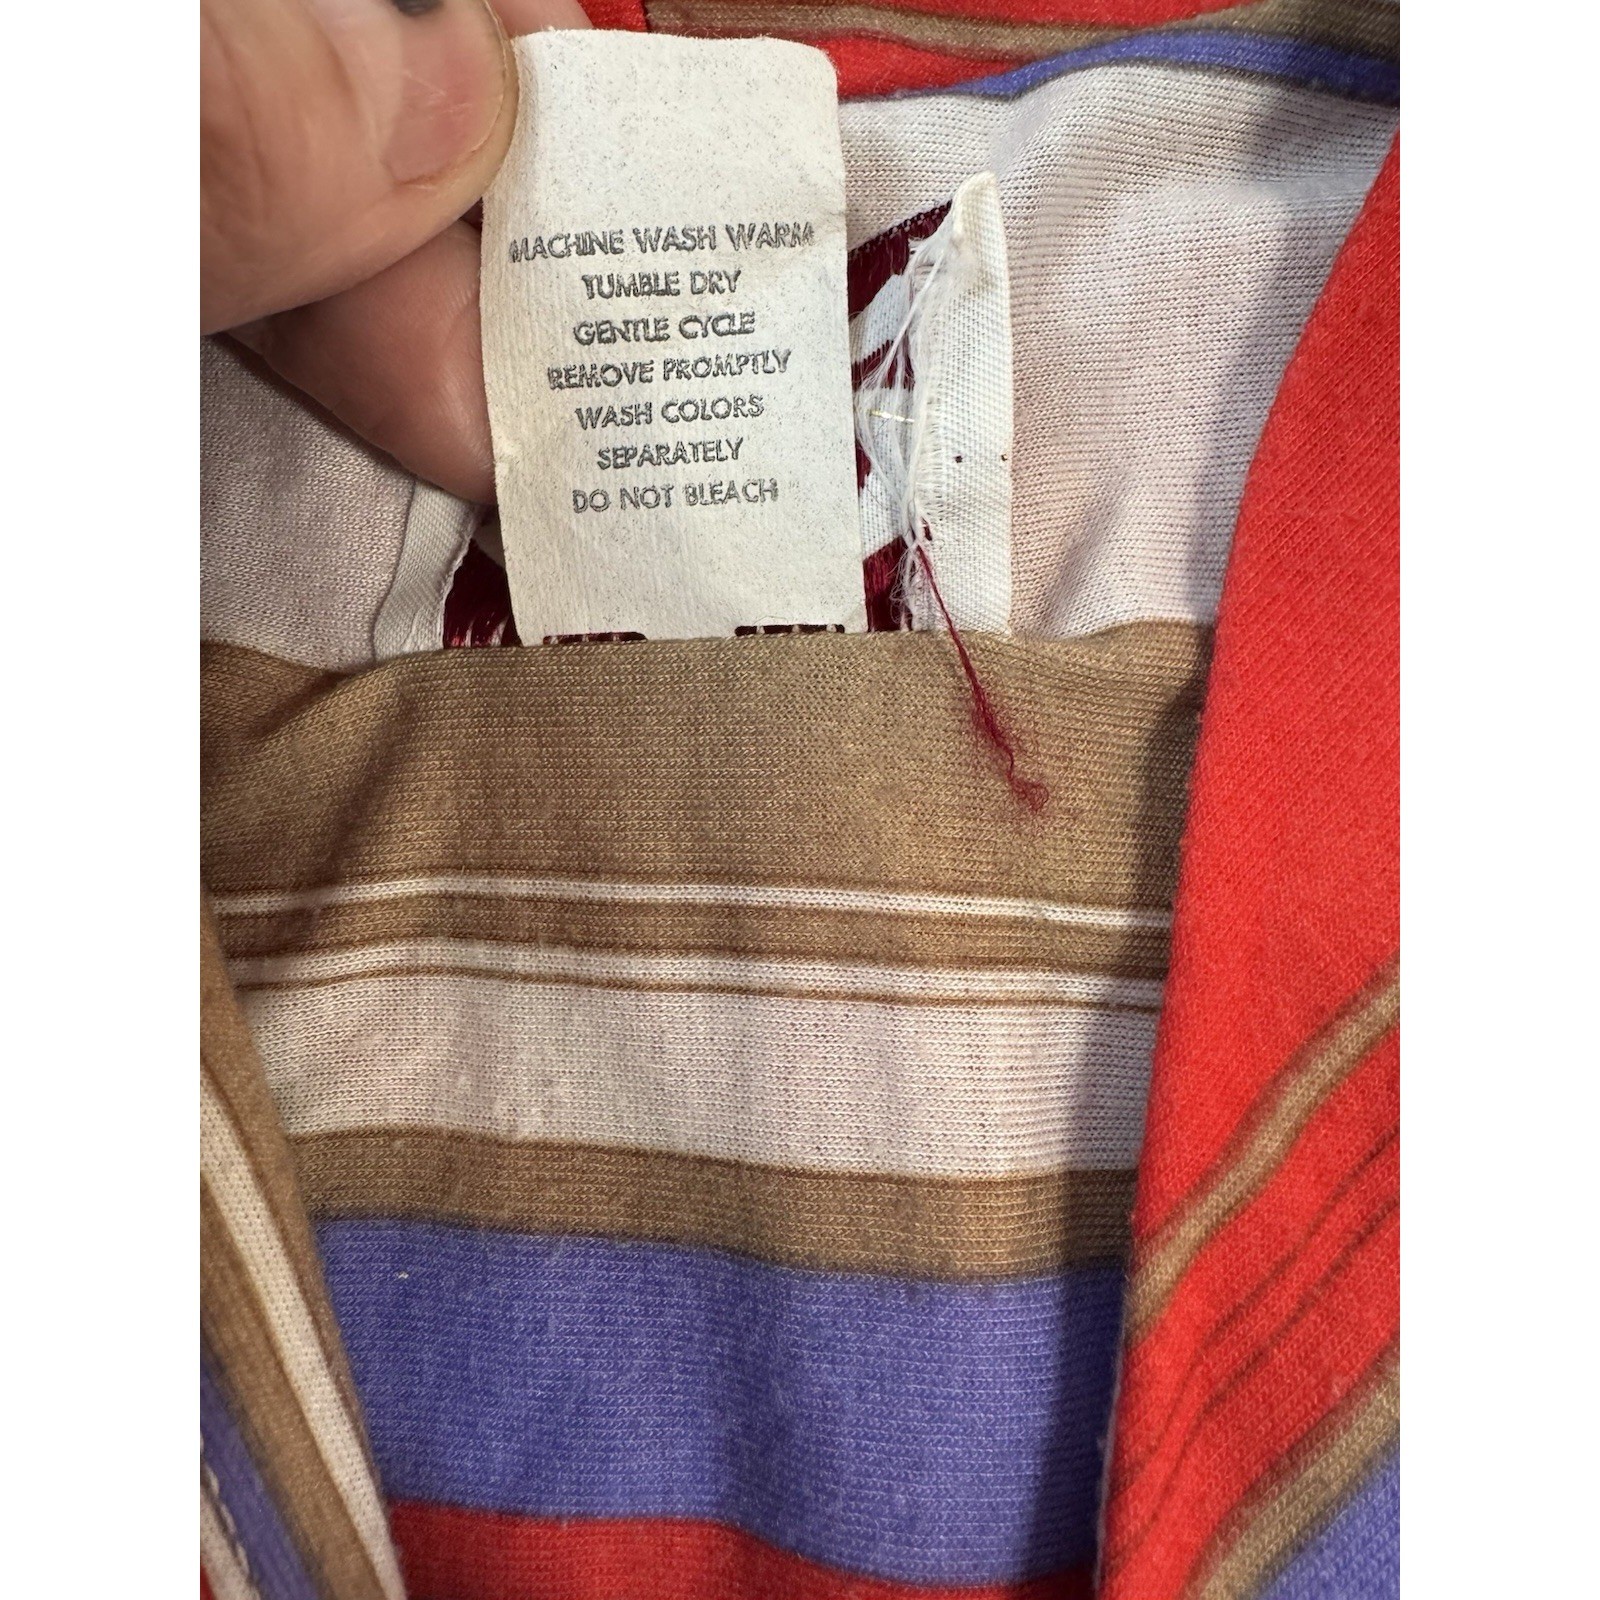 MACHINE WASH WARM
TUMBLE DRY
GENTLE CYCLE
REMOVE PROMPTLY
WASH COLORS
SEPARATELY
DO NOT BLEACH